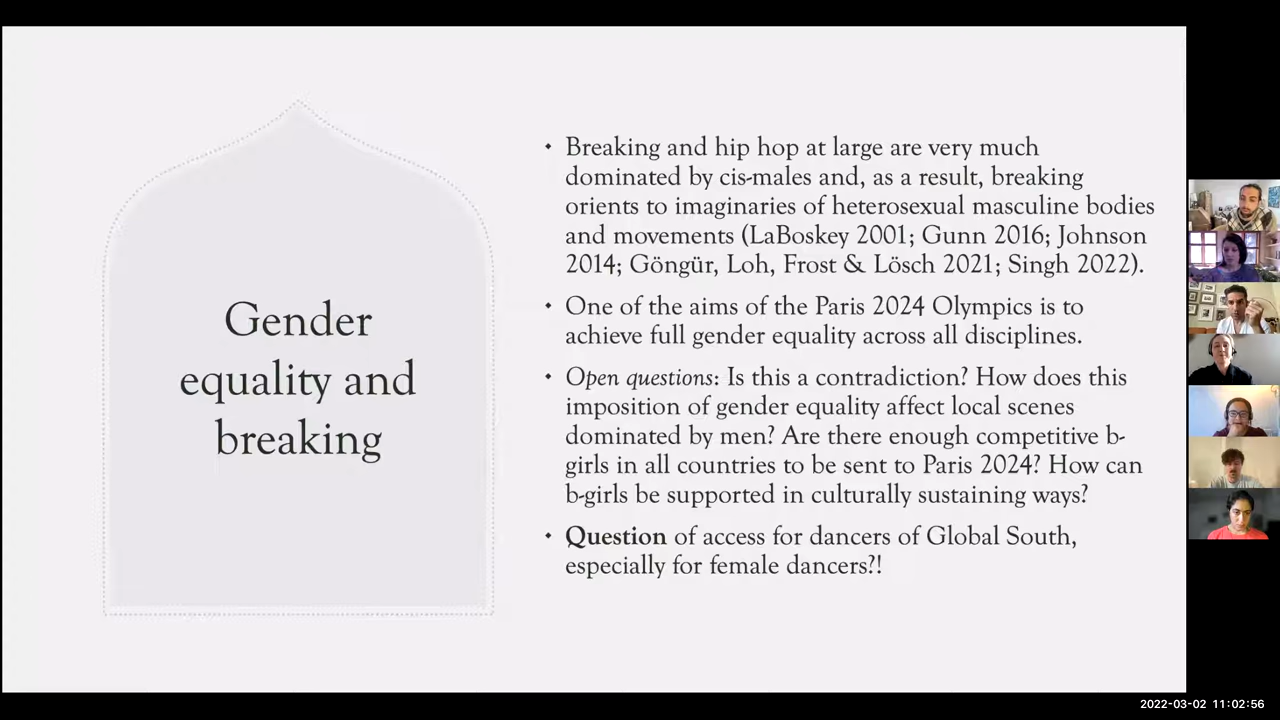 Gender
equality and
breaking
• Breaking and hip hop at large are very much
dominated by cis-males and, as a result, breaking
orients to imaginaries of heterosexual masculine bodies
and movements (LaBoskey 2001; Gunn 2016; Johnson
2014; Göngür, Loh, Frost & Lösch 2021; Singh 2022).
• One of the aims of the Paris 2024 Olympics is to
achieve full gender equality across all disciplines.
• Open questions: Is this a contradiction? How does this
imposition of gender equality affect local scenes
dominated by men? Are there enough competitive b-
girls in all countries to be sent to Paris 2024? How can
b-girls be supported in culturally sustaining ways?
• Question of access for dancers of Global South,
especially for female dancers?!
2022-03-02 11:02:56